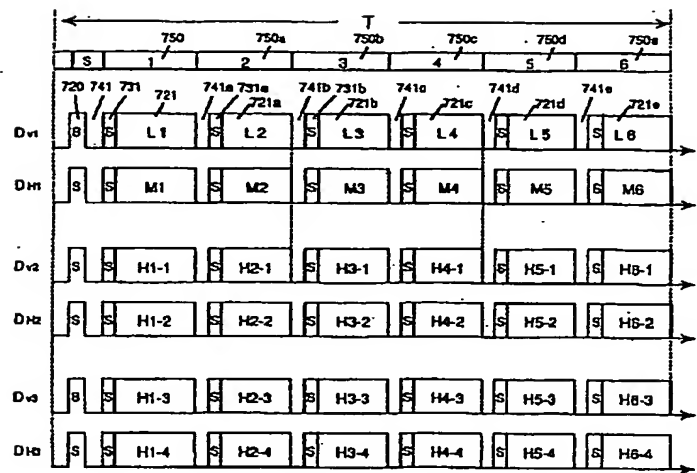 T
750 750a 750b 750c 750d 750e
S 1 2 3 4 5 6
720 741 731 721 741a 731a 721a 741b 731b 721b 741c 721c 741d 721d 741e 721e
Dv1 S S L1 S L2 S L3 S L4 S L5 S L6
DH1 S S M1 S M2 S M3 S M4 S M5 S M6
Dv2 S S H1-1 S H2-1 S H3-1 S H4-1 S H5-1 S H6-1
DH2 S S H1-2 S H2-2 S H3-2 S H4-2 S H5-2 S H6-2
Dv3 S S H1-3 S H2-3 S H3-3 S H4-3 S H5-3 S H6-3
DH3 S S H1-4 S H2-4 S H3-4 S H4-4 S H5-4 S H6-4